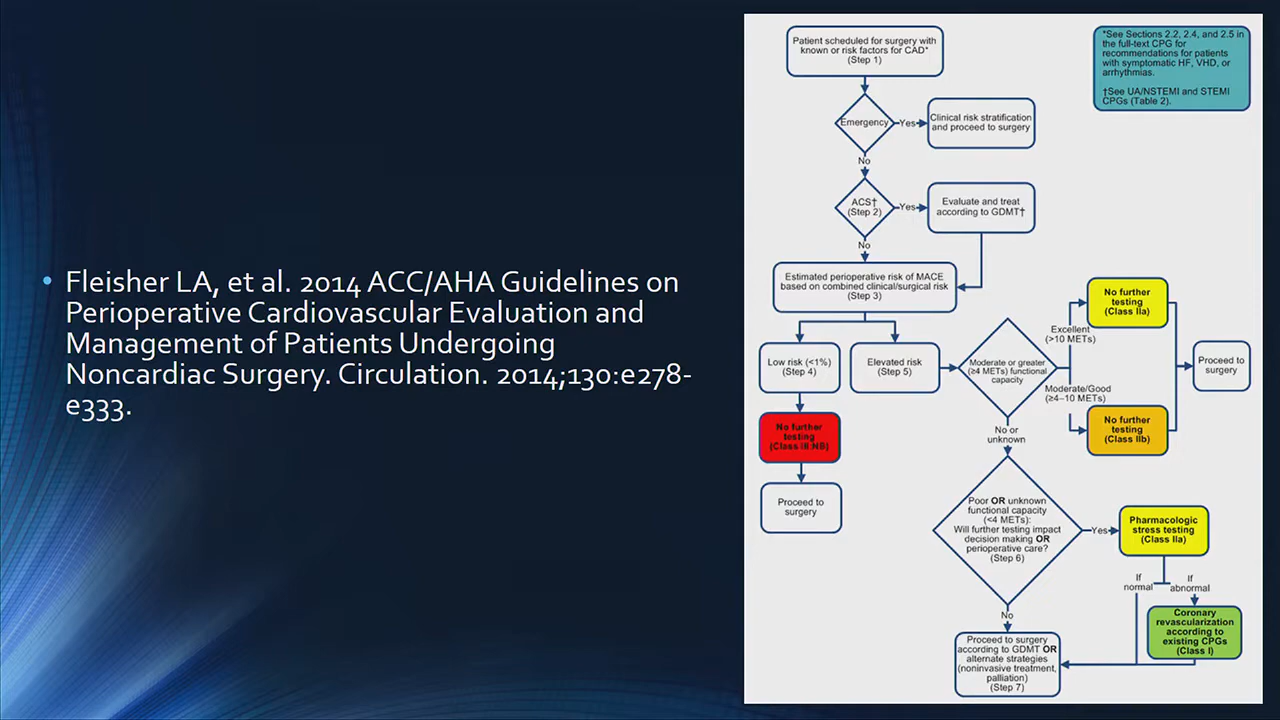 • Fleisher LA, et al. 2014 ACC/AHA Guidelines on
Perioperative Cardiovascular Evaluation and
Management of Patients Undergoing
Noncardiac Surgery. Circulation. 2014;130:e278-
e333.
Patient scheduled for surgery with
known or risk factors for CAD*
(Step 1)
*See Sections 2.2, 2.4, and 2.5 in
the full-text CPG for
recommendations for patients
with symptomatic HF, VHD, or
arrhythmias.
†See UA/NSTEMI and STEMI
CPGs (Table 2).
Emergency
Yes
Clinical risk stratification
and proceed to surgery
No
ACS†
(Step 2)
Yes
Evaluate and treat
according to GDMT†
No
Estimated perioperative risk of MACE
based on combined clinical/surgical risk
(Step 3)
Low risk (<1%)
(Step 4)
Elevated risk
(Step 5)
Moderate or greater
(≥4 METs) functional
capacity
Excellent
(>10 METs)
No further
testing
(Class IIa)
Moderate/Good
(≥4–10 METs)
No further
testing
(Class IIb)
Proceed to
surgery
No further
testing
(Class III:NB)
Proceed to
surgery
No or
unknown
Poor OR unknown
functional capacity
(<4 METs):
Will further testing impact
decision making OR
perioperative care?
(Step 6)
Yes
Pharmacologic
stress testing
(Class IIa)
If
normal
If
abnormal
Coronary
revascularization
according to
existing CPGs
(Class I)
No
Proceed to surgery
according to GDMT OR
alternate strategies
(noninvasive treatment,
palliation)
(Step 7)